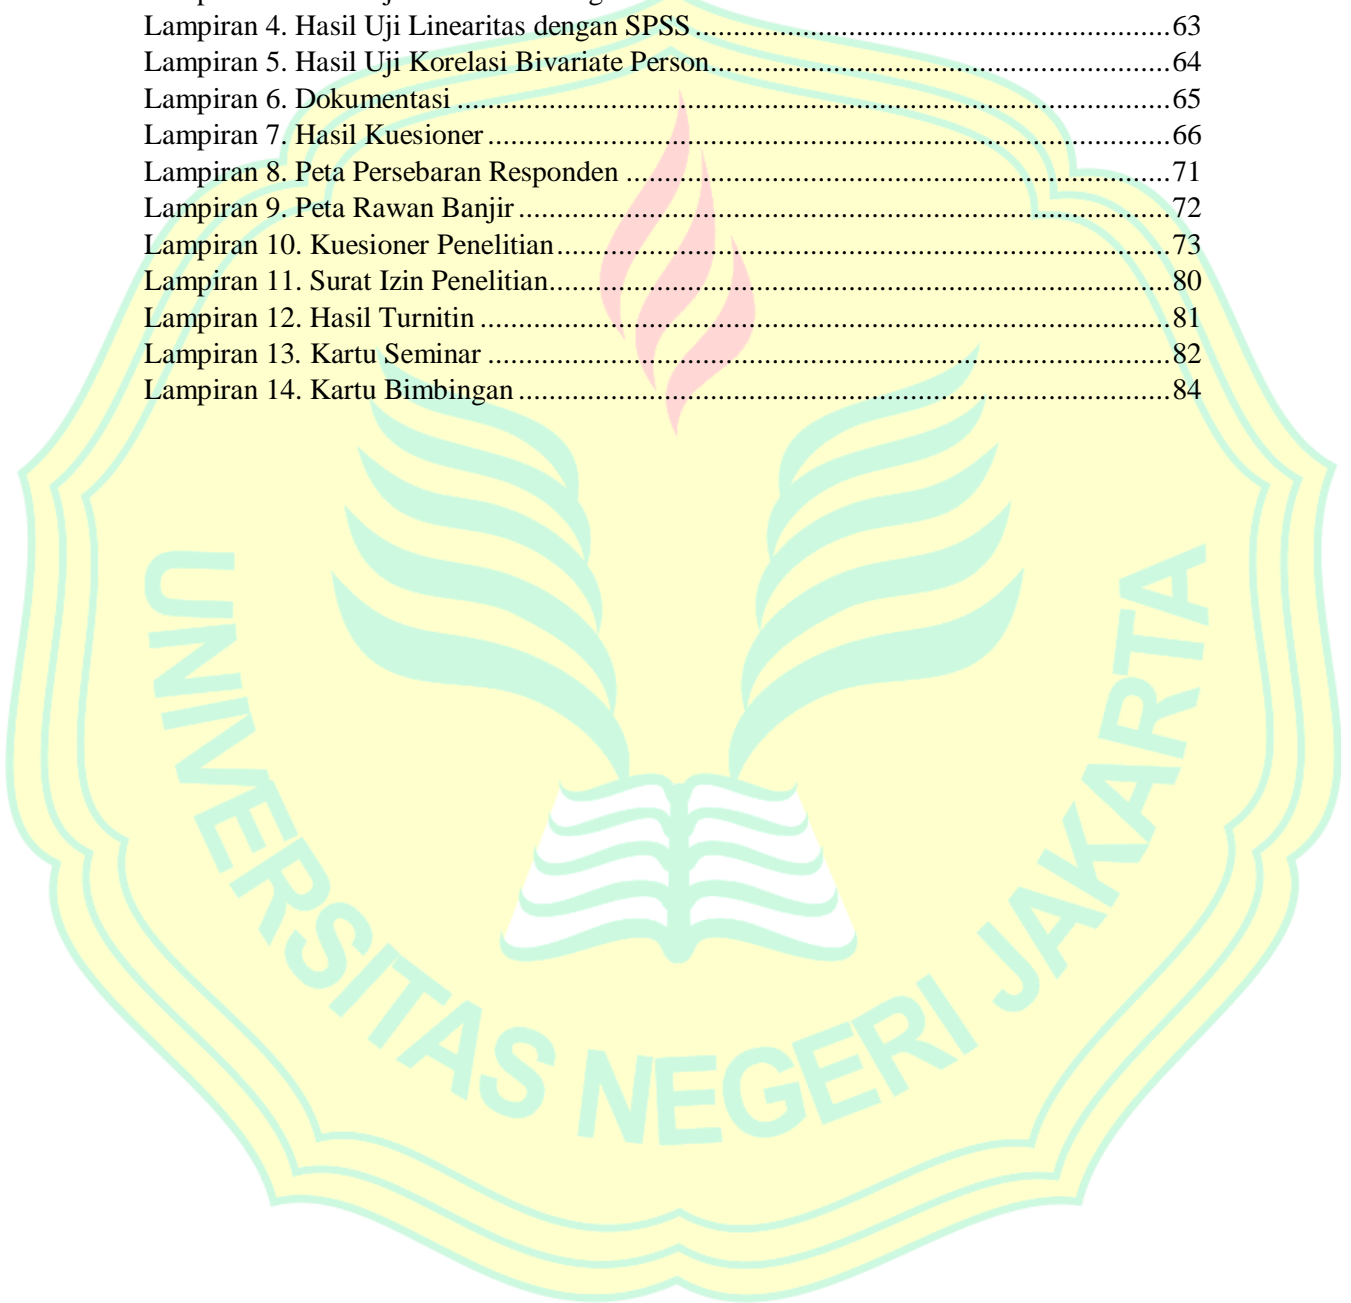 Lampiran 4. Hasil Uji Linearitas dengan SPSS ........................................................ 63
Lampiran 5. Hasil Uji Korelasi Bivariate Person........................................................ 64
Lampiran 6. Dokumentasi ........................................................ 65
Lampiran 7. Hasil Kuesioner ........................................................ 66
Lampiran 8. Peta Persebaran Responden ........................................................ 71
Lampiran 9. Peta Rawan Banjir ........................................................ 72
Lampiran 10. Kuesioner Penelitian ........................................................ 73
Lampiran 11. Surat Izin Penelitian........................................................ 80
Lampiran 12. Hasil Turnitin ........................................................ 81
Lampiran 13. Kartu Seminar ........................................................ 82
Lampiran 14. Kartu Bimbingan ........................................................ 84
UNIVERSITAS NEGERI JAKARTA